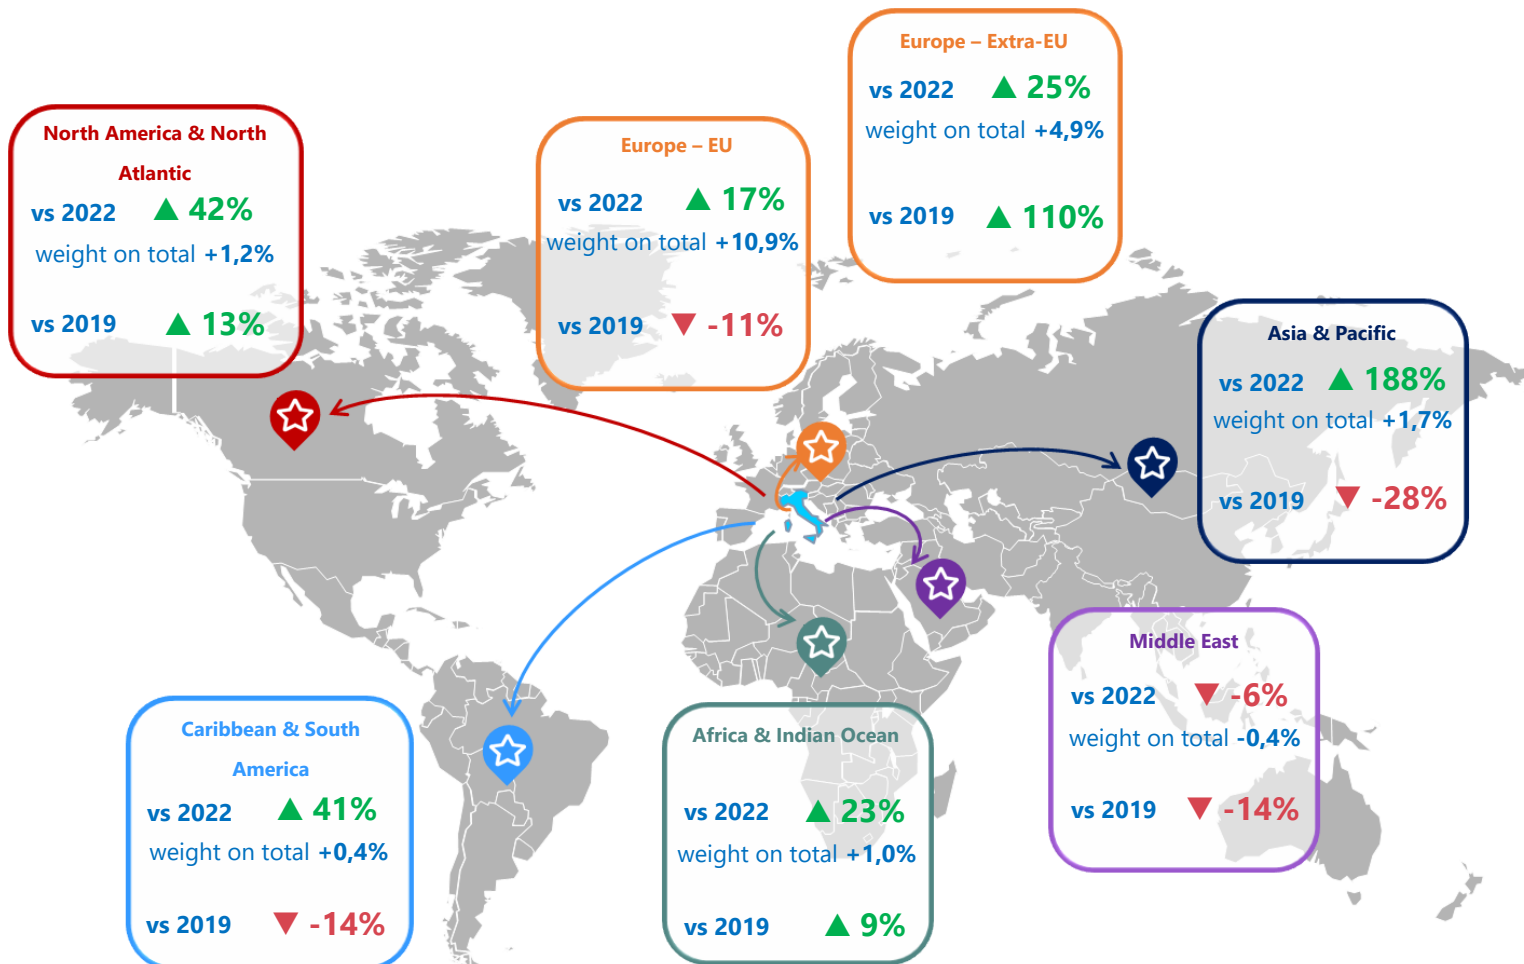 Europe – Extra-EU
vs 2022 ▲ 25%
weight on total +4,9%
vs 2019 ▲ 110%
North America & North
Atlantic
vs 2022 ▲ 42%
weight on total +1,2%
vs 2019 ▲ 13%
Europe – EU
vs 2022 ▲ 17%
weight on total +10,9%
vs 2019 ▼ -11%
Asia & Pacific
vs 2022 ▲ 188%
weight on total +1,7%
vs 2019 ▼ -28%
Middle East
vs 2022 ▼ -6%
weight on total -0,4%
vs 2019 ▼ -14%
Caribbean & South
America
vs 2022 ▲ 41%
weight on total +0,4%
vs 2019 ▼ -14%
Africa & Indian Ocean
vs 2022 ▲ 23%
weight on total +1,0%
vs 2019 ▲ 9%